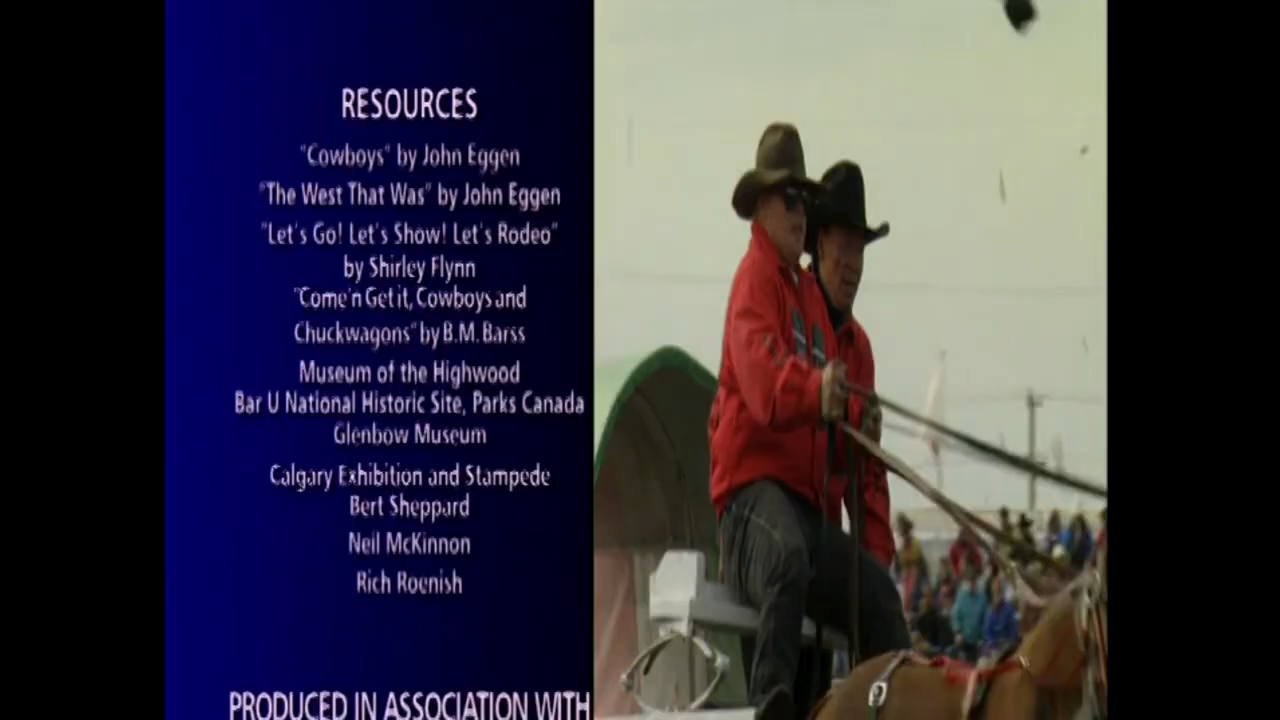 RESOURCES
"Cowboys" by John Eggen
"The West That Was" by John Eggen
"Let's Go! Let's Show! Let's Rodeo"
by Shirley Flynn
"Come'n Get it, Cowboys and
Chuckwagons" by B.M. Barss
Museum of the Highwood
Bar U National Historic Site, Parks Canada
Glenbow Museum
Calgary Exhibition and Stampede
Bert Sheppard
Neil McKinnon
Rich Roenish
PRODUCED IN ASSOCIATION WITH